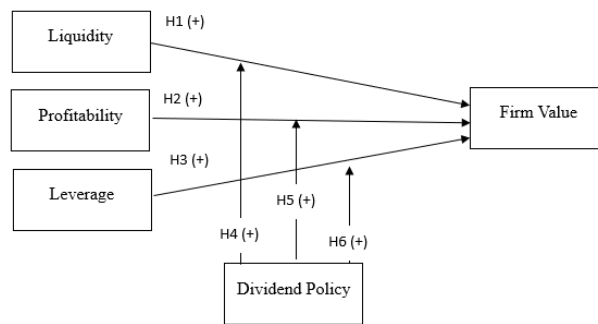 H1 (+)
Liquidity
H2 (+)
Profitability
Firm Value
H3 (+)
Leverage
H5 (+)
H4 (+)
H6 (+)
Dividend Policy